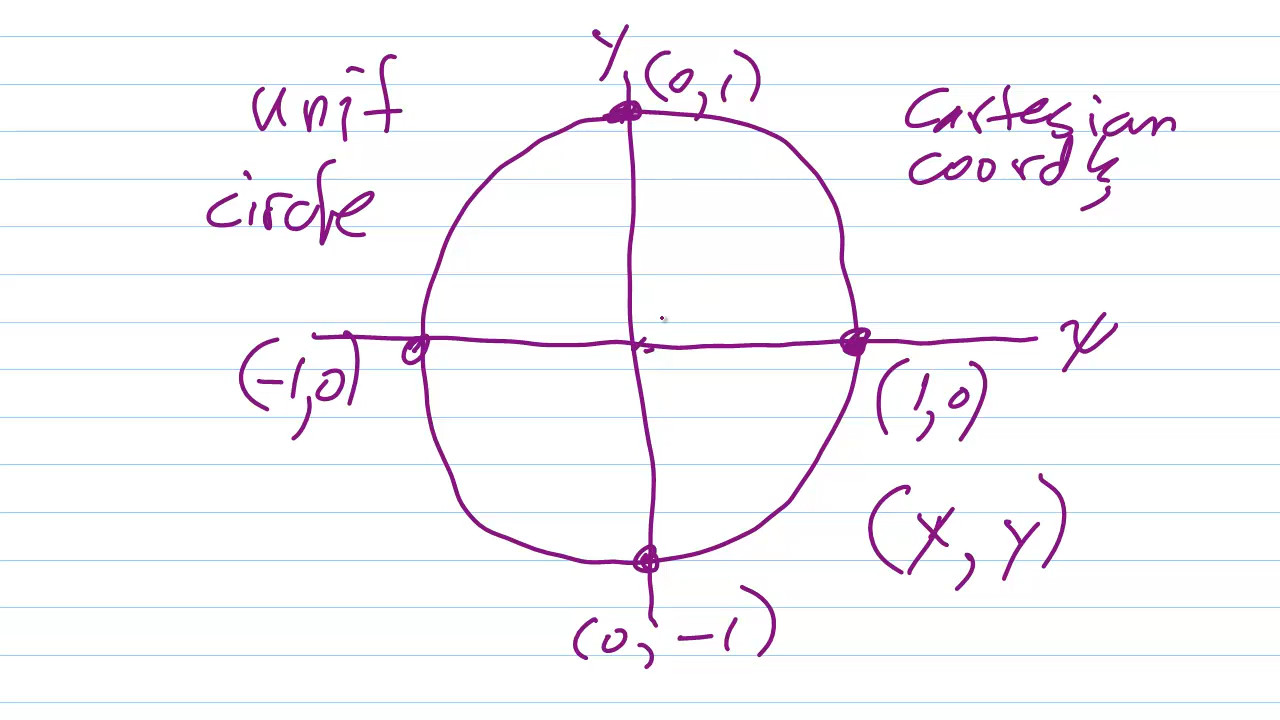 y (0,1)
unit
circle
Cartesian
coords
x
(-1,0)
(1,0)
(x, y)
(0, -1)